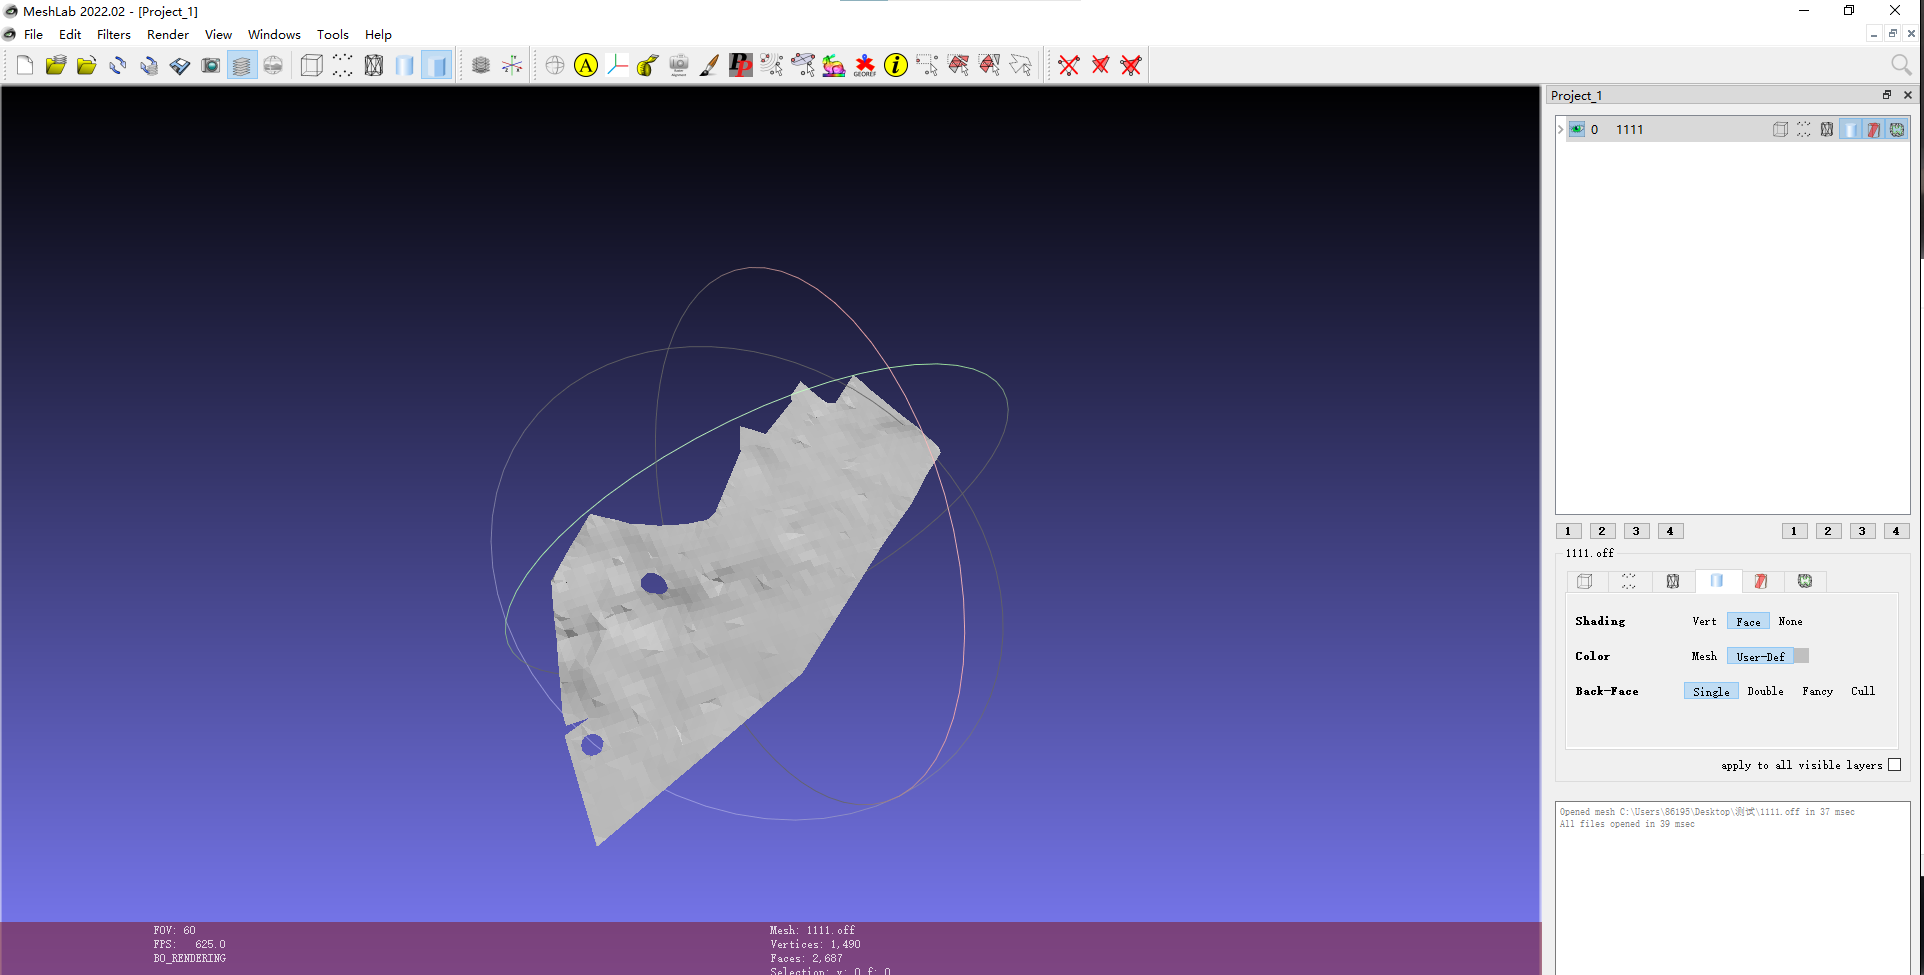 MeshLab 2022.02 - [Project_1]
File Edit Filters Render View Windows Tools Help
A
PP
GEOREF
i
Project_1
0 1111
1 2 3 4 1 2 3 4
1111.off
Shading Vert Face None
Color Mesh User-Def
Back-Face Single Double Fancy Cull
apply to all visible layers
Opened mesh C:\Users\86195\Desktop\测试\1111.off in 37 msec
All files opened in 39 msec
FOV: 60
FPS: 625.0
BO_RENDERING
Mesh: 1111.off
Vertices: 1,490
Faces: 2,687
Selection: v: 0 f: 0